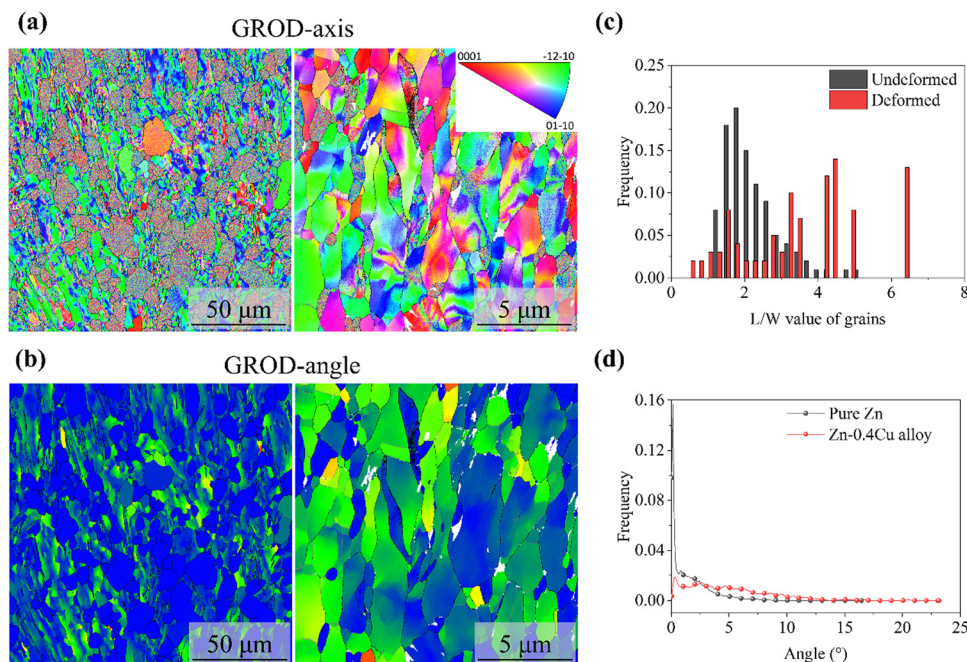 (a)
GROD-axis
0001
-12-10
01-10
50 μm
5 μm
(b)
GROD-angle
50 μm
5 μm
(c)
0.25
0.20
0.15
0.10
0.05
0.00
Frequency
Undeformed
Deformed
0 2 4 6 8
L/W value of grains
(d)
0.16
0.12
0.08
0.04
0.00
Frequency
Pure Zn
Zn-0.4Cu alloy
0 5 10 15 20 25
Angle (°)